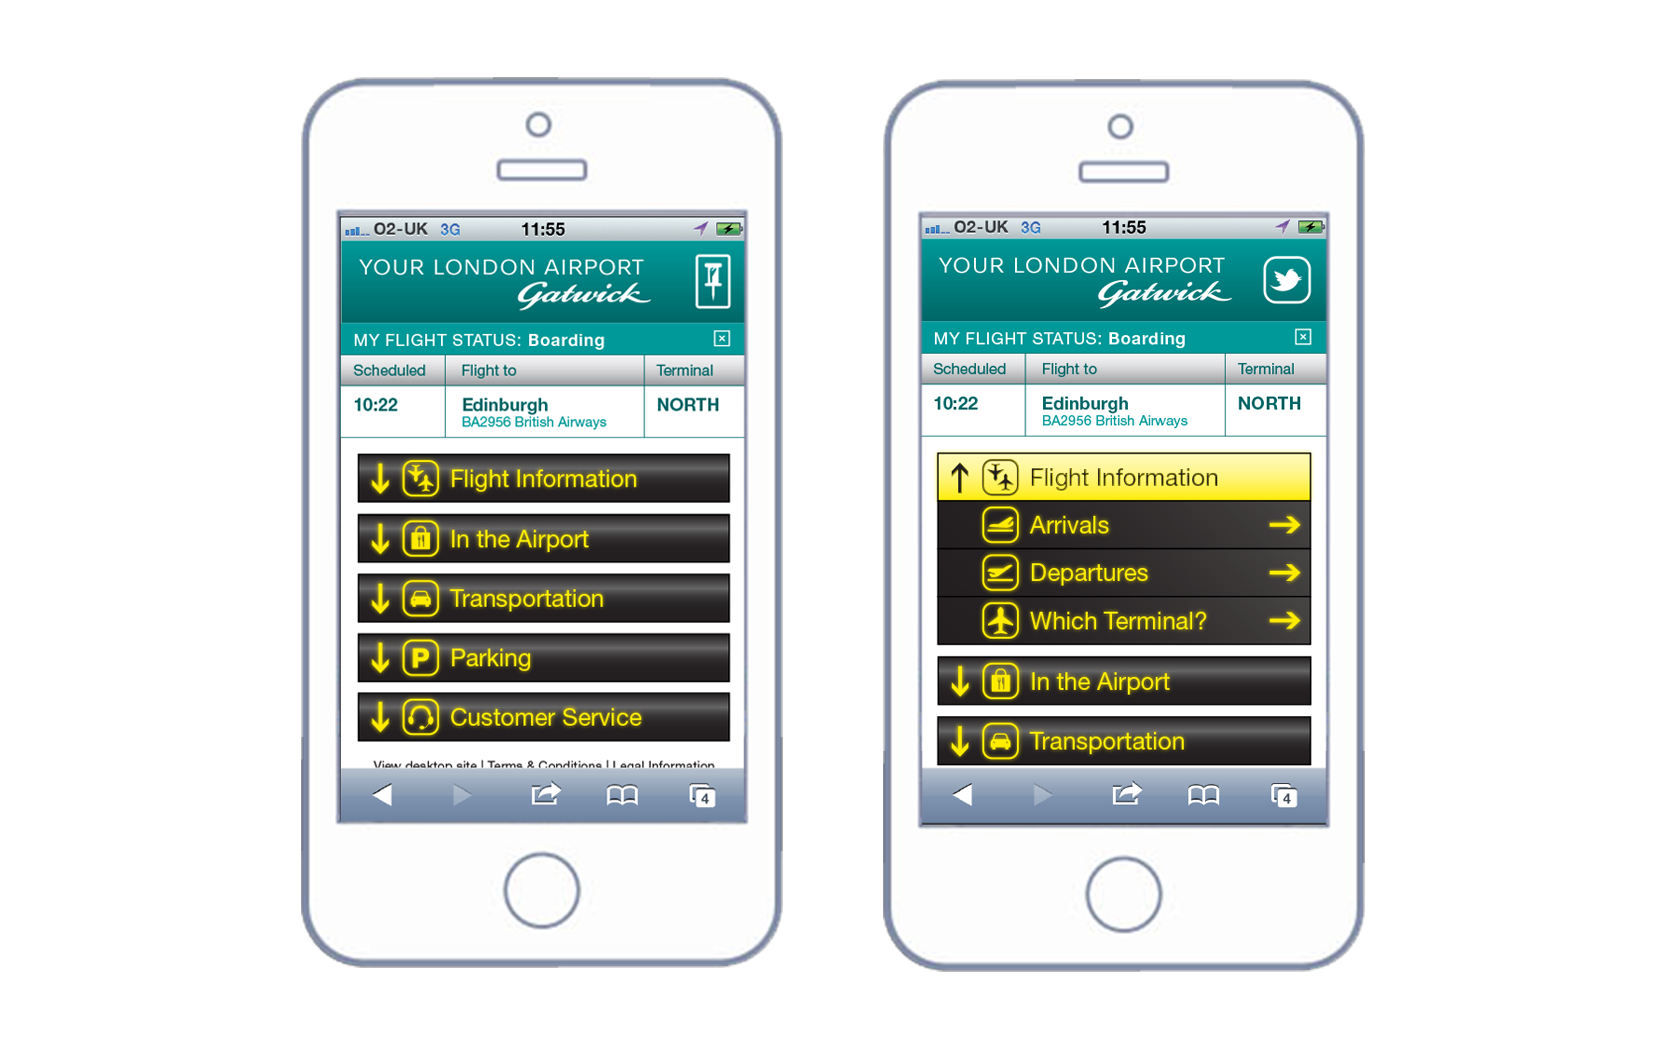 O2-UK 3G 11:55
YOUR LONDON AIRPORT
Gatwick
MY FLIGHT STATUS: Boarding
Scheduled Flight to Terminal
10:22 Edinburgh NORTH
BA2956 British Airways
Flight Information
In the Airport
Transportation
P Parking
Customer Service
View desktop site | Terms & Conditions | Legal Information
4
O2-UK 3G 11:55
YOUR LONDON AIRPORT
Gatwick
MY FLIGHT STATUS: Boarding
Scheduled Flight to Terminal
10:22 Edinburgh NORTH
BA2956 British Airways
Flight Information
Arrivals
Departures
Which Terminal?
In the Airport
Transportation
4